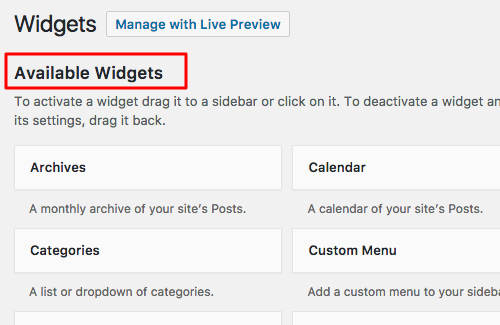 Widgets Manage with Live Preview
Available Widgets
To activate a widget drag it to a sidebar or click on it. To deactivate a widget an
its settings, drag it back.
Archives Calendar
A monthly archive of your site's Posts. A calendar of your site's Posts.
Categories Custom Menu
A list or dropdown of categories. Add a custom menu to your sideba